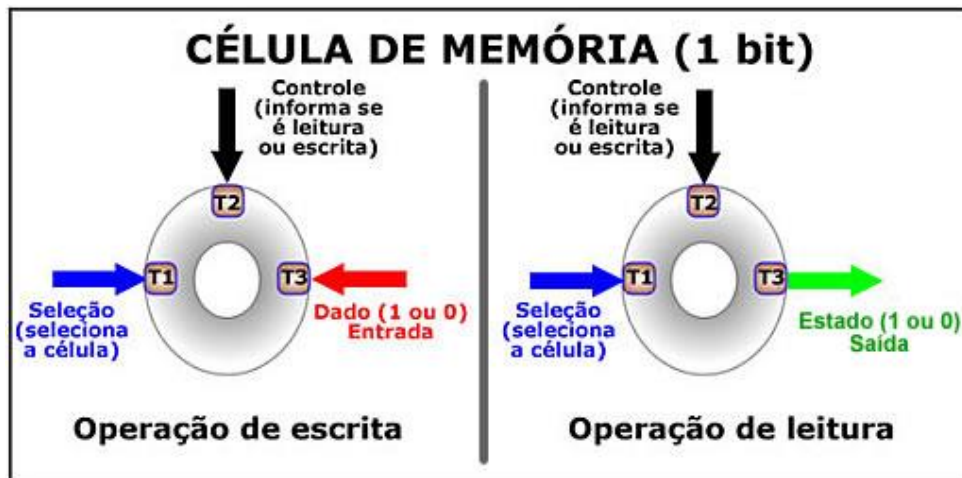 CÉLULA DE MEMÓRIA (1 bit)
Controle
(informa se
é leitura
ou escrita)
T2
T1
T3
Seleção
(seleciona
a célula)
Dado (1 ou 0)
Entrada
Operação de escrita
Controle
(informa se
é leitura
ou escrita)
T2
T1
T3
Seleção
(seleciona
a célula)
Estado (1 ou 0)
Saída
Operação de leitura